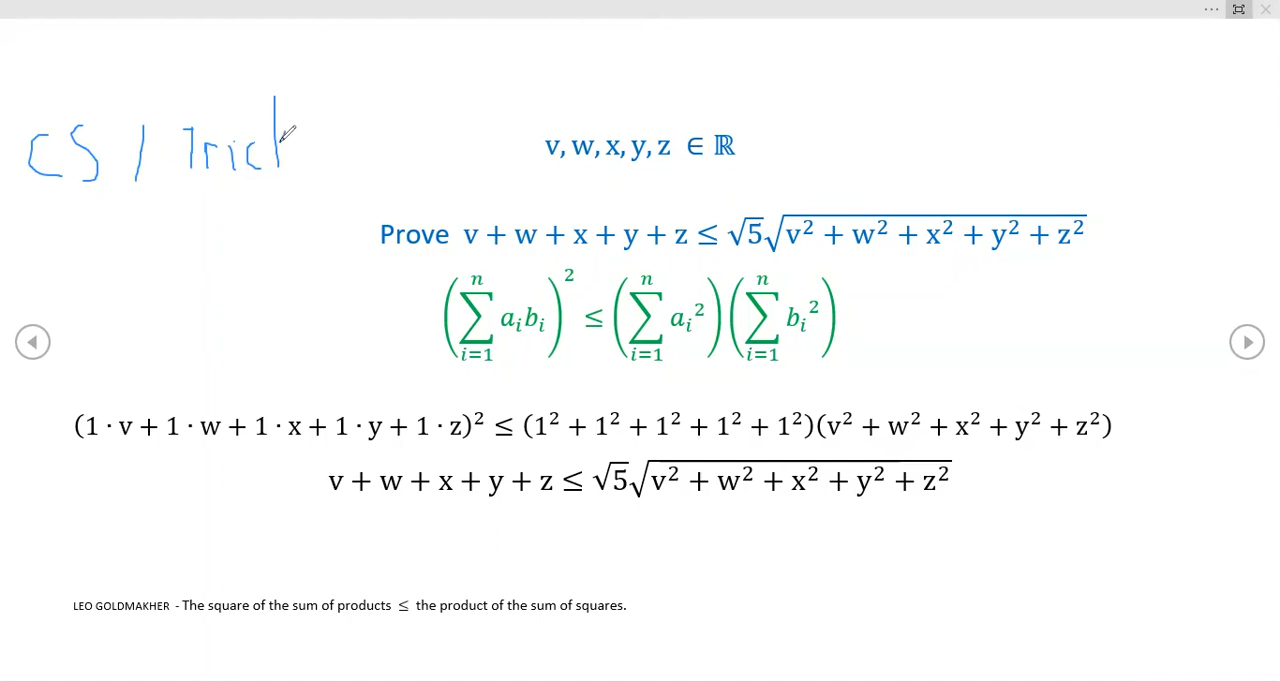 CS / Trick
v, w, x, y, z ∈ ℝ
Prove v + w + x + y + z ≤ √5√(v² + w² + x² + y² + z²)
(∑_{i=1}^{n} a_i b_i)² ≤ (∑_{i=1}^{n} a_i²)(∑_{i=1}^{n} b_i²)
(1 · v + 1 · w + 1 · x + 1 · y + 1 · z)² ≤ (1² + 1² + 1² + 1² + 1²)(v² + w² + x² + y² + z²)
v + w + x + y + z ≤ √5√(v² + w² + x² + y² + z²)
LEO GOLDMAKHER - The square of the sum of products ≤ the product of the sum of squares.